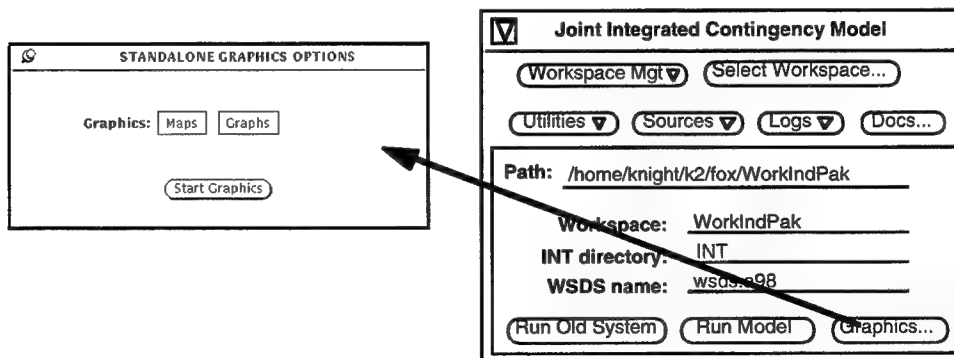 STANDALONE GRAPHICS OPTIONS
Graphics: Maps Graphs
Start Graphics
Joint Integrated Contingency Model
Workspace Mgt Select Workspace...
Utilities Sources Logs Docs...
Path: /home/knight/k2/fox/WorkIndPak
Workspace: WorkIndPak
INT directory: INT
WSDS name: wsds.a98
Run Old System Run Model Graphics...